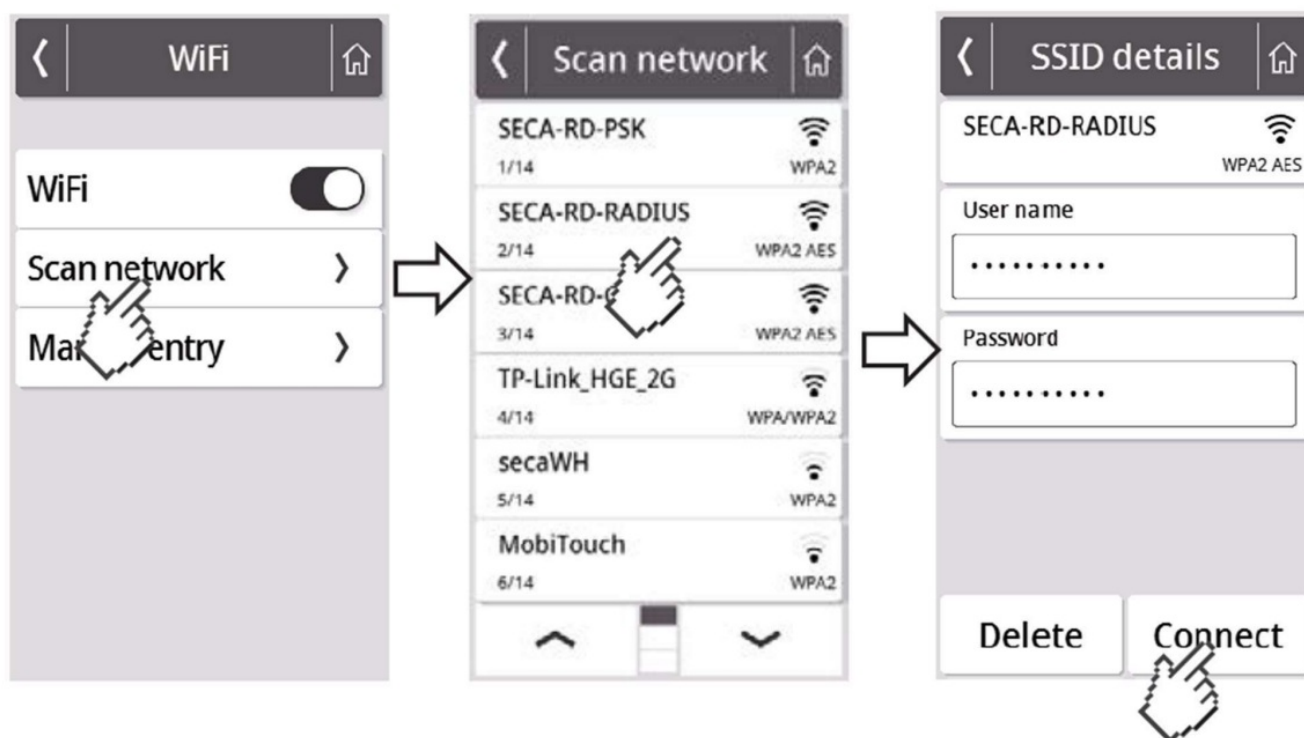 WiFi
WiFi
Scan network
Scan network
SECA-RD-PSK
1/14
WPA2
SECA-RD-RADIUS
2/14
WPA2 AES
SECA-RD-
3/14
WPA2 AES
TP-Link_HGE_2G
4/14
WPA/WPA2
secaWH
5/14
WPA2
MobiTouch
6/14
WPA2
SSID details
SECA-RD-RADIUS
WPA2 AES
User name
Password
Delete
Connect